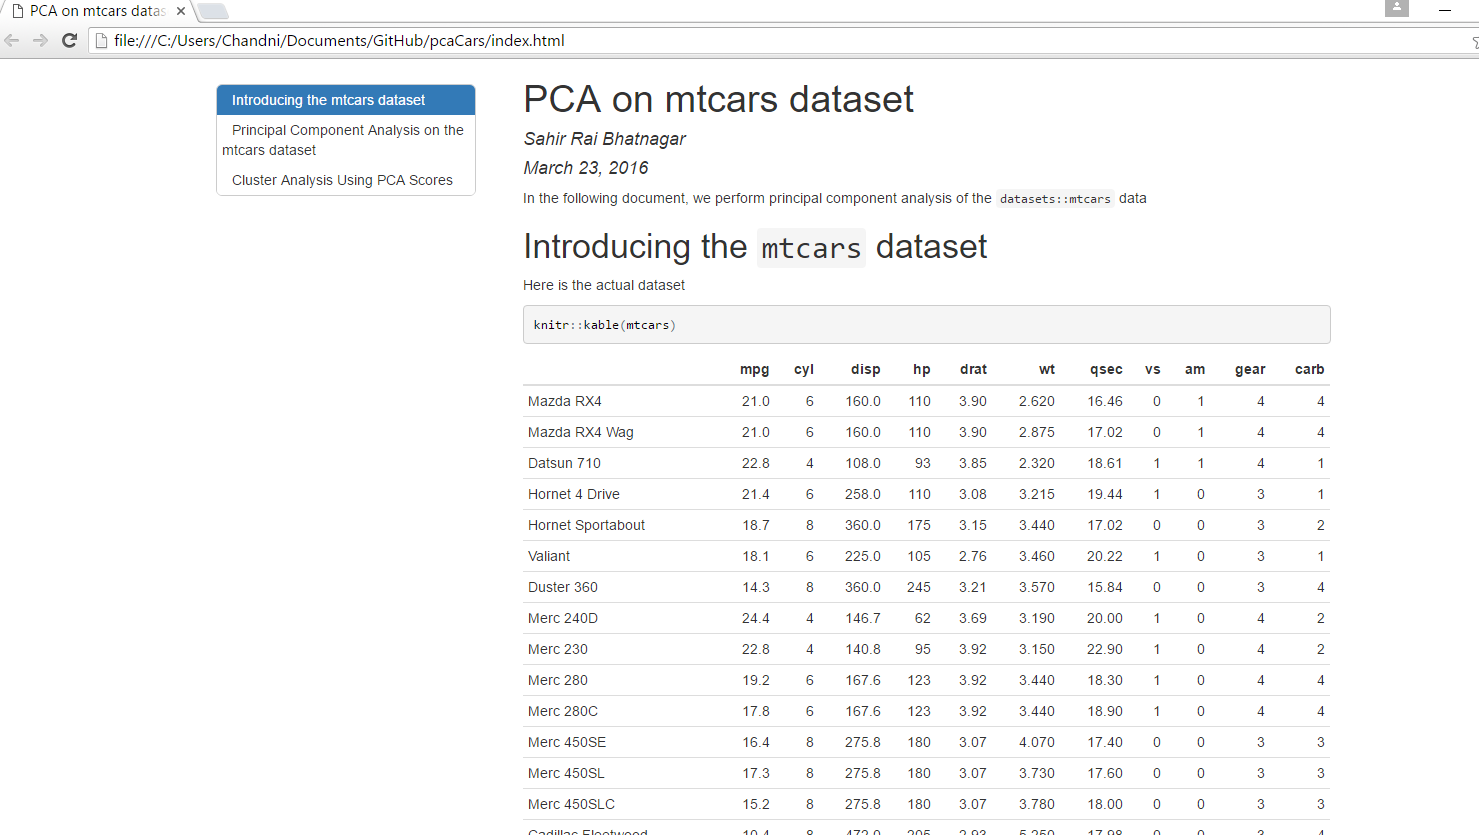 PCA on mtcars datas
file:///C:/Users/Chandni/Documents/GitHub/pcaCars/index.html
Introducing the mtcars dataset
Principal Component Analysis on the
mtcars dataset
Cluster Analysis Using PCA Scores
PCA on mtcars dataset
Sahir Rai Bhatnagar
March 23, 2016
In the following document, we perform principal component analysis of the datasets::mtcars data
Introducing the mtcars dataset
Here is the actual dataset
knitr::kable(mtcars)
mpg cyl disp hp drat wt qsec vs am gear carb
Mazda RX4 21.0 6 160.0 110 3.90 2.620 16.46 0 1 4 4
Mazda RX4 Wag 21.0 6 160.0 110 3.90 2.875 17.02 0 1 4 4
Datsun 710 22.8 4 108.0 93 3.85 2.320 18.61 1 1 4 1
Hornet 4 Drive 21.4 6 258.0 110 3.08 3.215 19.44 1 0 3 1
Hornet Sportabout 18.7 8 360.0 175 3.15 3.440 17.02 0 0 3 2
Valiant 18.1 6 225.0 105 2.76 3.460 20.22 1 0 3 1
Duster 360 14.3 8 360.0 245 3.21 3.570 15.84 0 0 3 4
Merc 240D 24.4 4 146.7 62 3.69 3.190 20.00 1 0 4 2
Merc 230 22.8 4 140.8 95 3.92 3.150 22.90 1 0 4 2
Merc 280 19.2 6 167.6 123 3.92 3.440 18.30 1 0 4 4
Merc 280C 17.8 6 167.6 123 3.92 3.440 18.90 1 0 4 4
Merc 450SE 16.4 8 275.8 180 3.07 4.070 17.40 0 0 3 3
Merc 450SL 17.3 8 275.8 180 3.07 3.730 17.60 0 0 3 3
Merc 450SLC 15.2 8 275.8 180 3.07 3.780 18.00 0 0 3 3
Cadillac Fleetwood 10.4 8 472.0 205 2.93 5.250 17.98 0 0 3 4